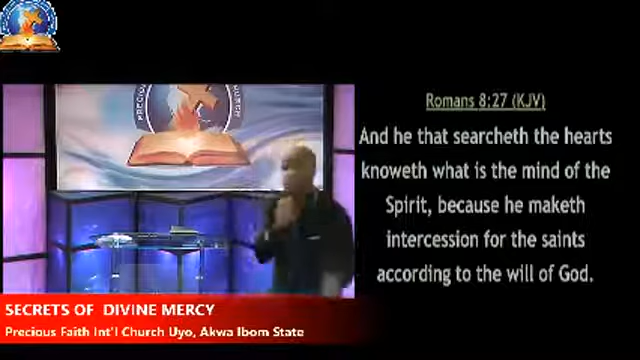 PRECIOUS
CHURCH
Romans 8:27 (KJV)
And he that searcheth the hearts
knoweth what is the mind of the
Spirit, because he maketh
intercession for the saints
according to the will of God.
SECRETS OF DIVINE MERCY
Precious Faith Int'l Church Uyo, Akwa Ibom State